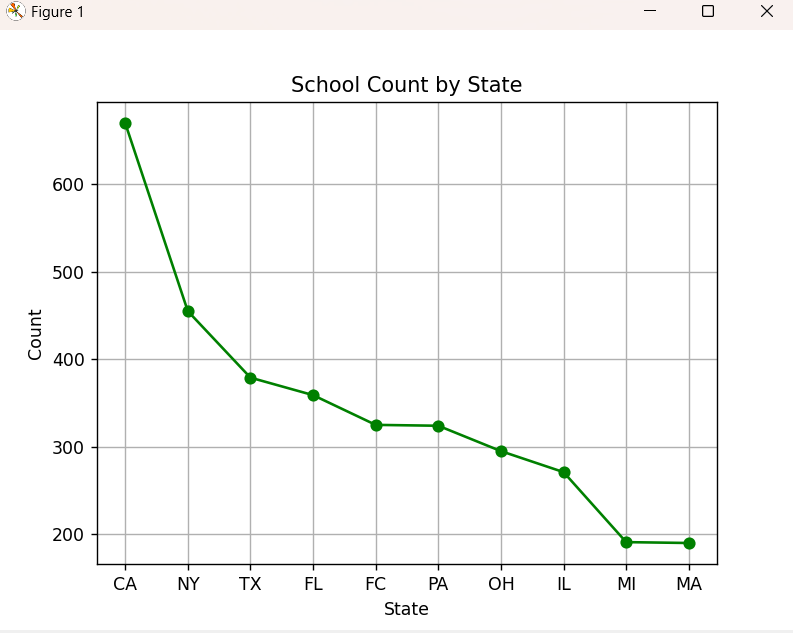 Figure 1
School Count by State
600
500
400
300
200
Count
CA NY TX FL FC PA OH IL MI MA
State